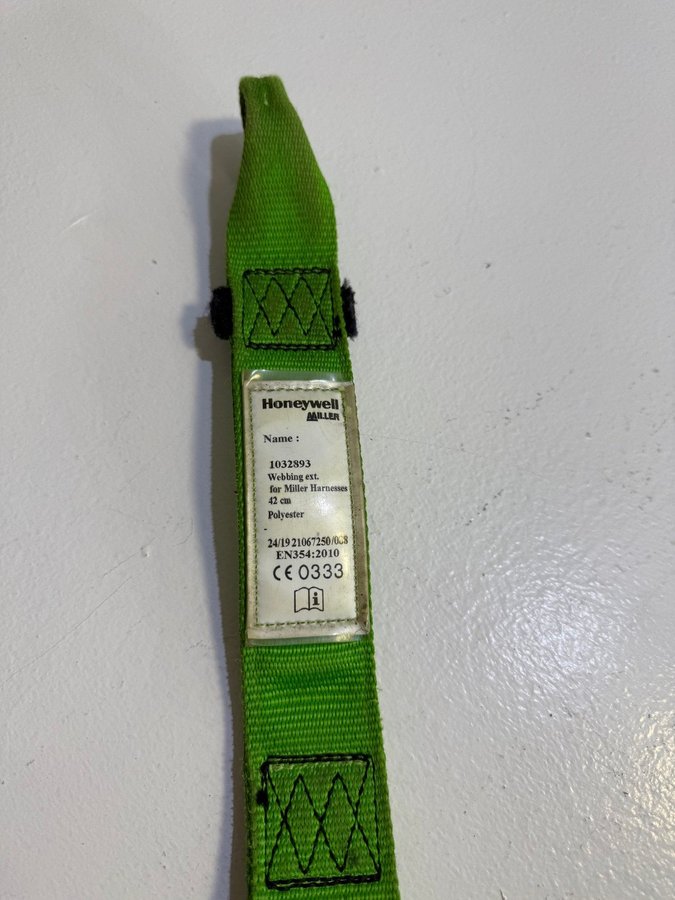 Honeywell
MILLER
Name :
1032893
Webbing ext.
for Miller Harnesses
42 cm
Polyester
-
24/19 21067250/008
EN354:2010
CE 0333
i